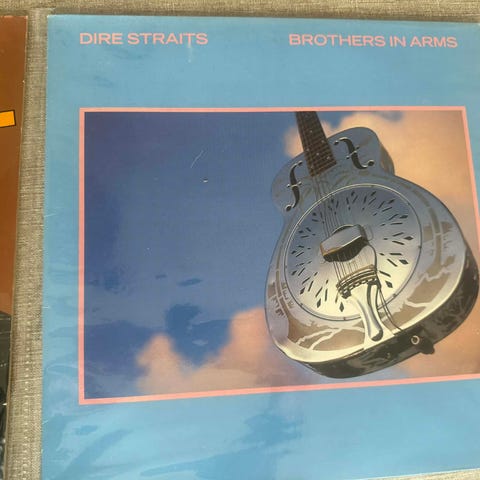 DIRE STRAITS BROTHERS IN ARMS